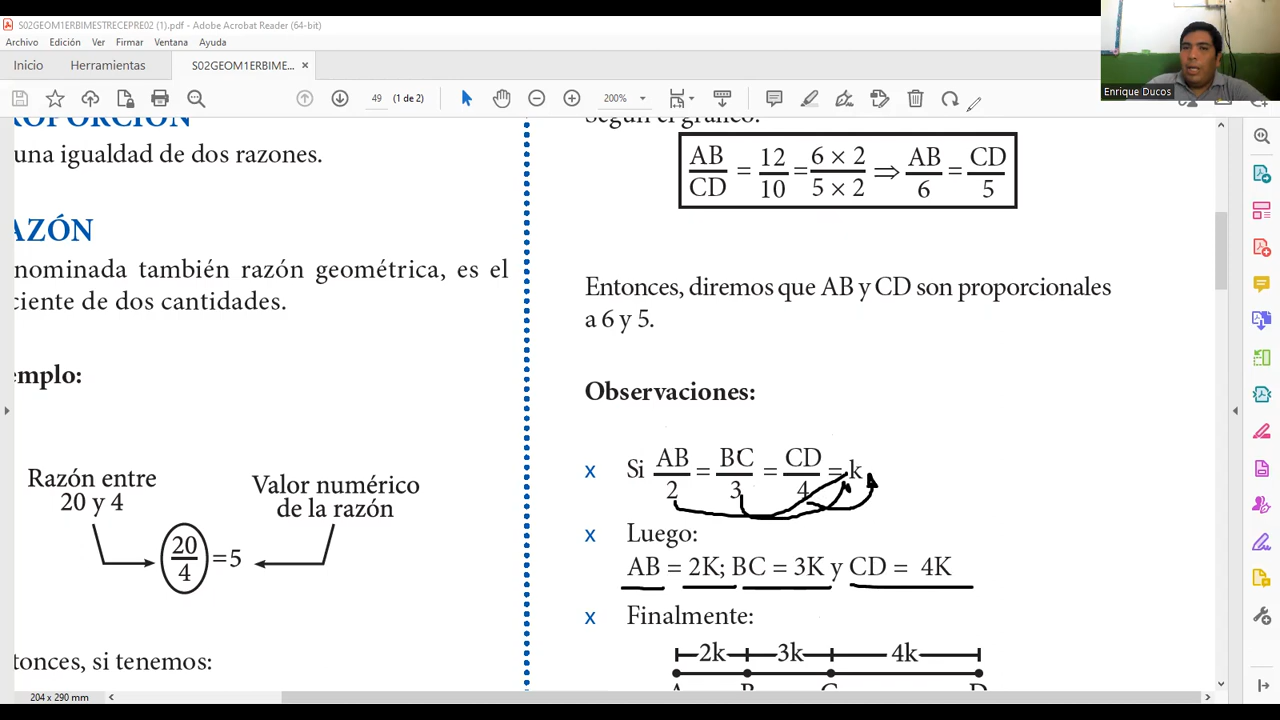 S02GEOM1ERBIMESTRECEPRE02 (1).pdf - Adobe Acrobat Reader (64-bit)
Archivo Edición Ver Firmar Ventana Ayuda
Inicio Herramientas S02GEOM1ERBIME... ×
49 (1 de 2) 200%
Enrique Ducos
una igualdad de dos razones.
AZÓN
nominada también razón geométrica, es el
ciente de dos cantidades.
emplo:
Razón entre
20 y 4
Valor numérico
de la razón
20/4 = 5
tonces, si tenemos:
Según el gráfico:
AB/CD = 12/10 = 6 × 2/5 × 2 ⇒ AB/6 = CD/5
Entonces, diremos que AB y CD son proporcionales
a 6 y 5.
Observaciones:
x Si AB/2 = BC/3 = CD/4 = k
x Luego:
AB = 2K; BC = 3K y CD = 4K
x Finalmente:
2k 3k 4k
204 x 290 mm